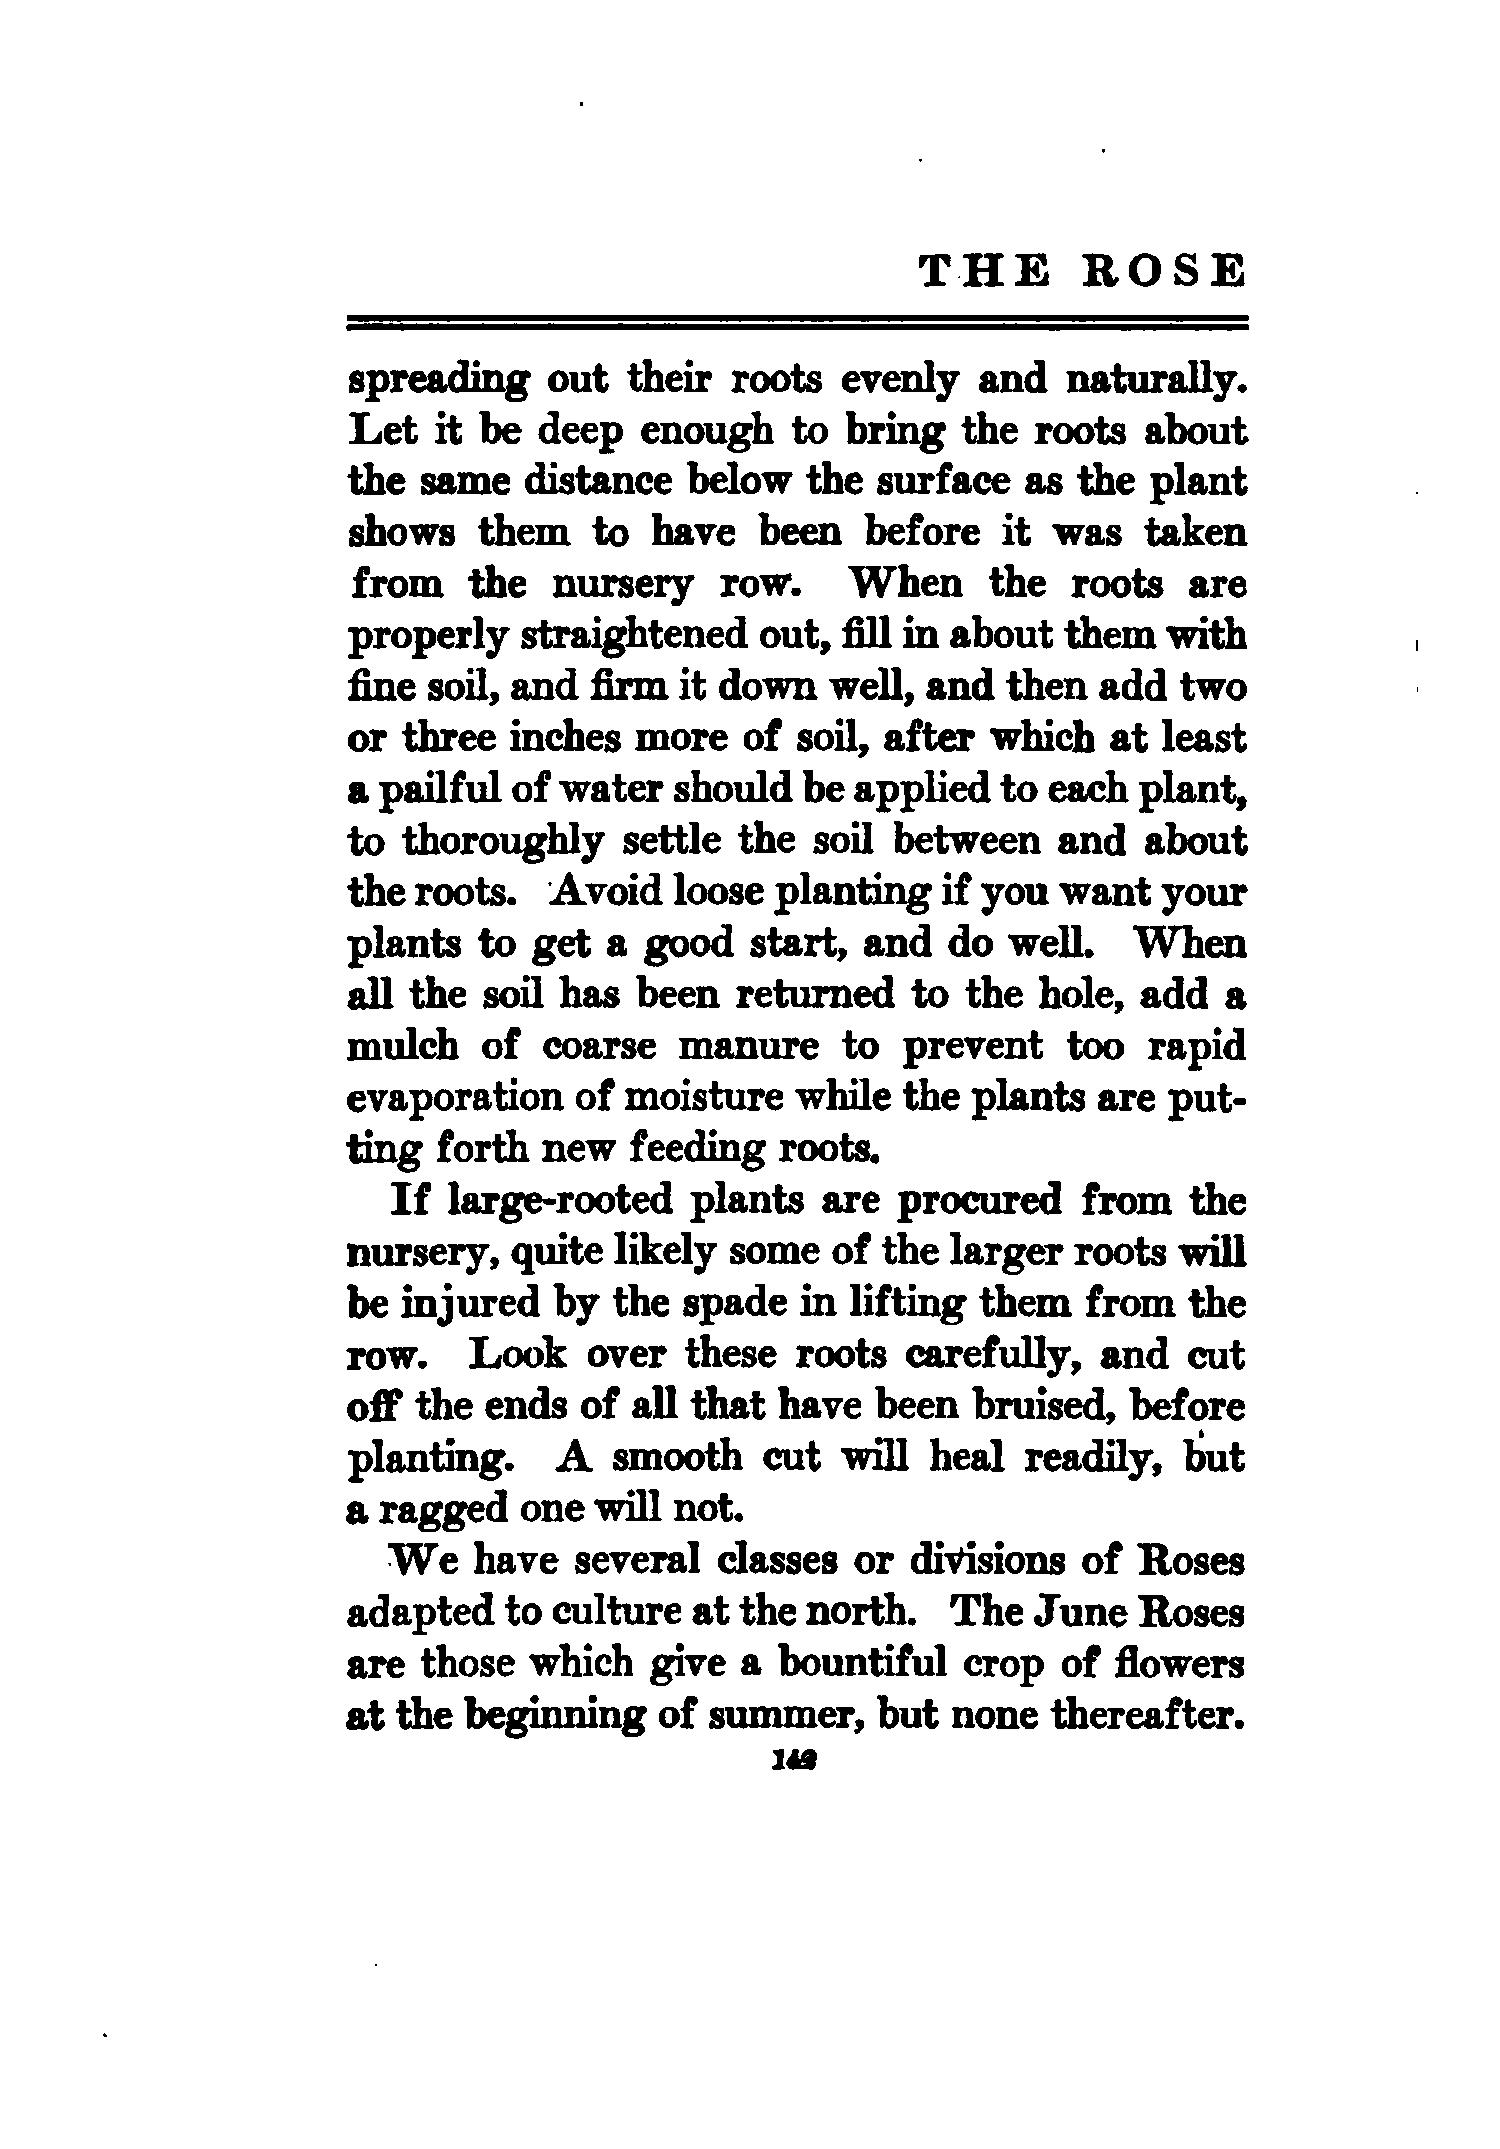 THE ROSE
spreading out their roots evenly and naturally.
Let it be deep enough to bring the roots about
the same distance below the surface as the plant
shows them to have been before it was taken
from the nursery row. When the roots are
properly straightened out, fill in about them with
fine soil, and firm it down well, and then add two
or three inches more of soil, after which at least
a pailful of water should be applied to each plant,
to thoroughly settle the soil between and about
the roots. Avoid loose planting if you want your
plants to get a good start, and do well. When
all the soil has been returned to the hole, add a
mulch of coarse manure to prevent too rapid
evaporation of moisture while the plants are put-
ting forth new feeding roots.
If large-rooted plants are procured from the
nursery, quite likely some of the larger roots will
be injured by the spade in lifting them from the
row. Look over these roots carefully, and cut
off the ends of all that have been bruised, before
planting. A smooth cut will heal readily, but
a ragged one will not.
We have several classes or divisions of Roses
adapted to culture at the north. The June Roses
are those which give a bountiful crop of flowers
at the beginning of summer, but none thereafter.